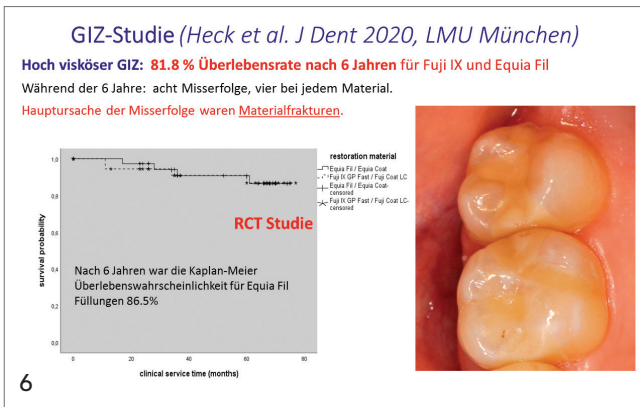 GIZ-Studie (Heck et al. J Dent 2020, LMU München)
Hoch visköser GIZ: 81.8 % Überlebensrate nach 6 Jahren für Fuji IX und Equia Fil
Während der 6 Jahre: acht Misserfolge, vier bei jedem Material.
Hauptursache der Misserfolge waren Materialfrakturen.
restoration material
Equia Fil / Equia Coat
Fuji IX GP Fast / Fuji Coat LC
Equia Fil / Equia Coat-
censored
Fuji IX GP Fast / Fuji Coat LC-
censored
survival probability
1,0
0,8
0,6
0,4
0,2
0,0
RCT Studie
Nach 6 Jahren war die Kaplan-Meier
Überlebenswahrscheinlichkeit für Equia Fil
Füllungen 86.5%
0 20 40 60 80
clinical service time (months)
6